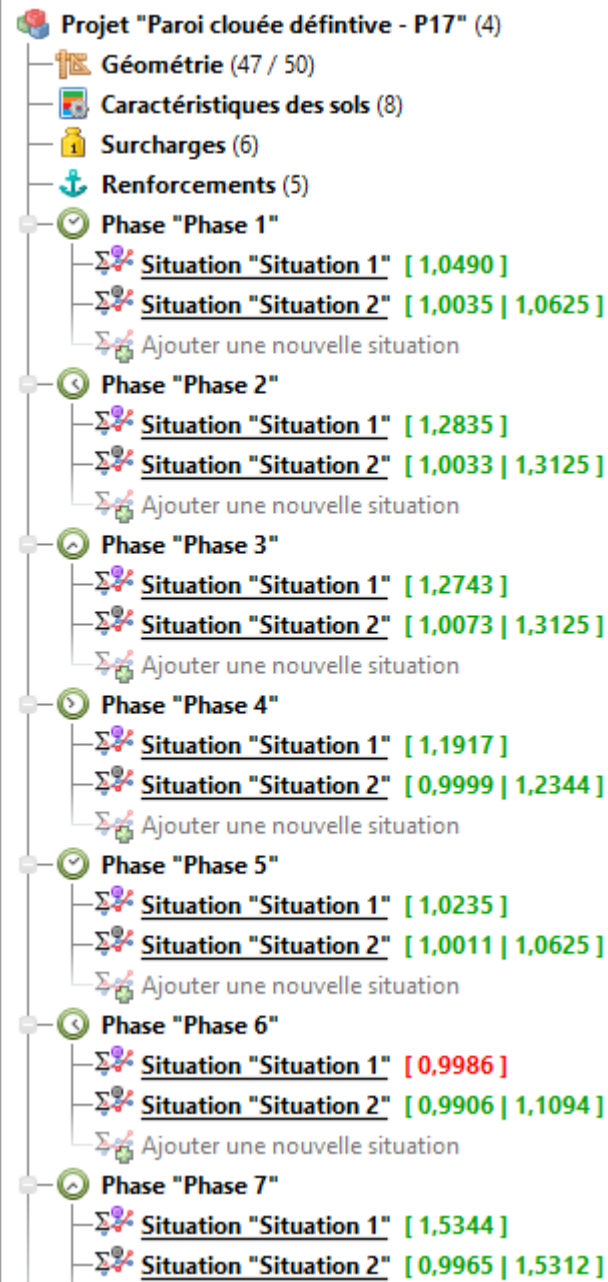 Projet "Paroi clouée défintive - P17" (4)
Géométrie (47 / 50)
Caractéristiques des sols (8)
Surcharges (6)
Renforcements (5)
Phase "Phase 1"
Situation "Situation 1" [ 1,0490 ]
Situation "Situation 2" [ 1,0035 | 1,0625 ]
Ajouter une nouvelle situation
Phase "Phase 2"
Situation "Situation 1" [ 1,2835 ]
Situation "Situation 2" [ 1,0033 | 1,3125 ]
Ajouter une nouvelle situation
Phase "Phase 3"
Situation "Situation 1" [ 1,2743 ]
Situation "Situation 2" [ 1,0073 | 1,3125 ]
Ajouter une nouvelle situation
Phase "Phase 4"
Situation "Situation 1" [ 1,1917 ]
Situation "Situation 2" [ 0,9999 | 1,2344 ]
Ajouter une nouvelle situation
Phase "Phase 5"
Situation "Situation 1" [ 1,0235 ]
Situation "Situation 2" [ 1,0011 | 1,0625 ]
Ajouter une nouvelle situation
Phase "Phase 6"
Situation "Situation 1" [ 0,9986 ]
Situation "Situation 2" [ 0,9906 | 1,1094 ]
Ajouter une nouvelle situation
Phase "Phase 7"
Situation "Situation 1" [ 1,5344 ]
Situation "Situation 2" [ 0,9965 | 1,5312 ]